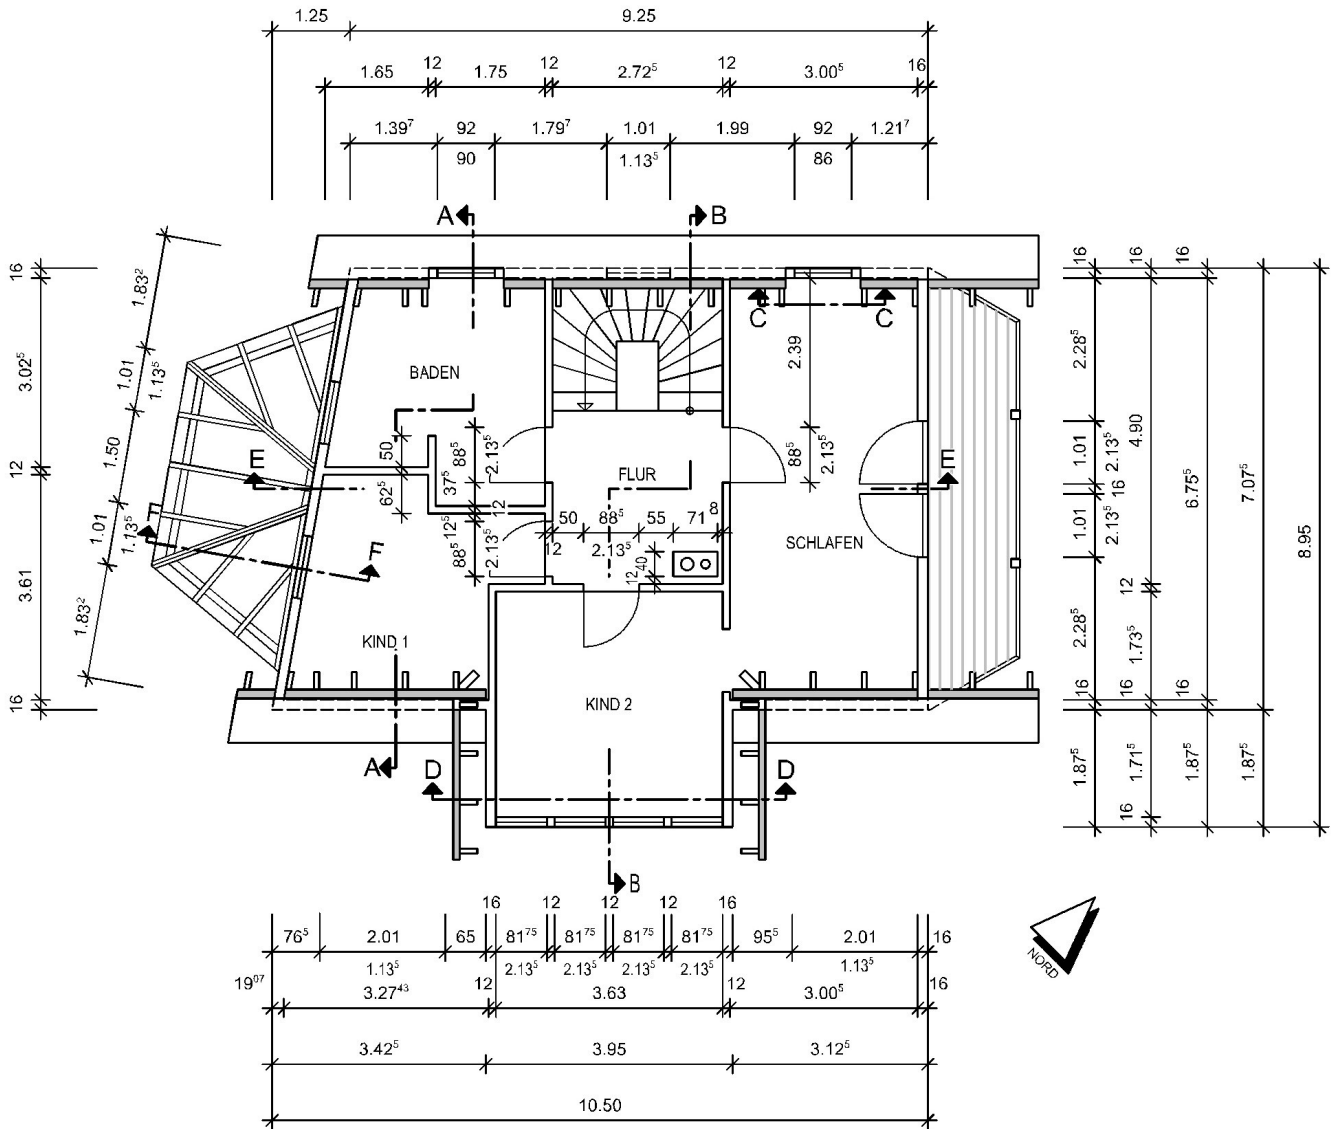 1.25 9.25
1.65 12 1.75 12 2.72⁵ 12 3.00⁵ 16
1.39⁷ 92 1.79⁷ 1.01 1.99 92 1.21⁷
90 1.13⁵ 86
A B
16 3.02⁵ 12 3.61 16
1.83² 1.01 1.13⁵ 1.50 1.01 1.13⁵ 1.83²
C C
2.39
BADEN
50 88⁵ 2.13⁵ 88⁵ 2.13⁵
E FLUR E
62⁵ 37⁵ 12
F 12⁵ 50 88⁵ 55 71 8
12 2.13⁵
SCHLAFEN
F 88⁵ 2.13⁵ 12 40
KIND 1
KIND 2
A D D
B
16 16 16
2.28⁵ 1.01 2.13⁵ 16 1.01 2.13⁵ 2.28⁵ 16 1.87⁵
4.90 12 1.73⁵ 16 1.71⁵ 16
6.75⁵ 16 1.87⁵
7.07⁵ 1.87⁵
8.95
NORD
16 12 12 12 16
76⁵ 2.01 65 81⁷⁵ 81⁷⁵ 81⁷⁵ 81⁷⁵ 95⁵ 2.01 16
1.13⁵ 2.13⁵ 2.13⁵ 2.13⁵ 2.13⁵ 1.13⁵
19⁰⁷ 3.27⁴³ 12 3.63 12 3.00⁵ 16
3.42⁵ 3.95 3.12⁵
10.50